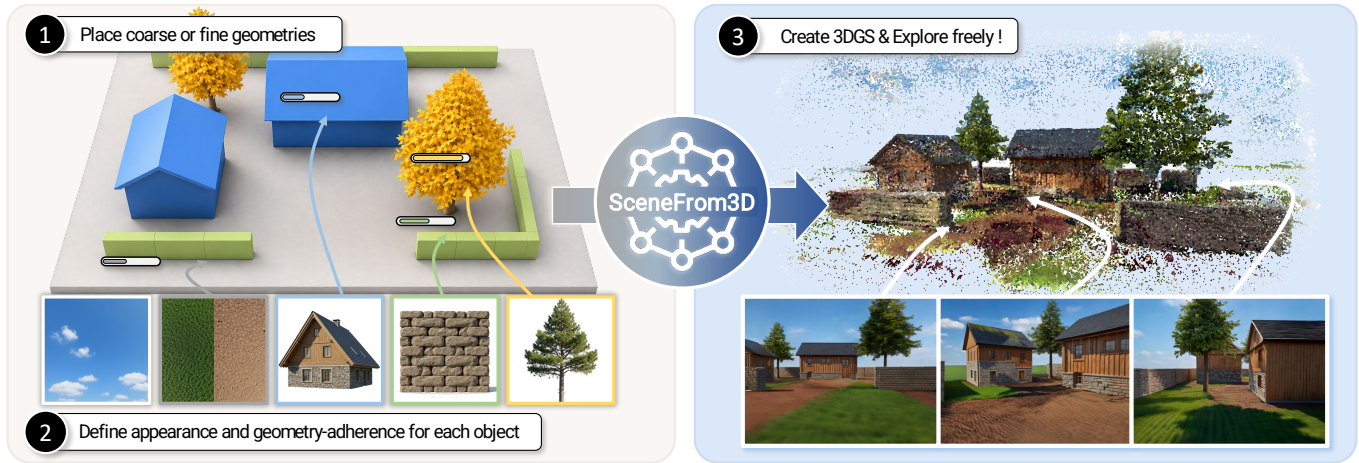 1 Place coarse or fine geometries
2 Define appearance and geometry-adherence for each object
SceneFrom3D
3 Create 3DGS & Explore freely !